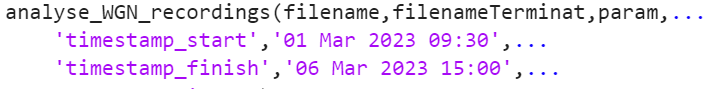 analyse_WGN_recordings(filename,filenameTerminat,param,...
'timestamp_start','01 Mar 2023 09:30',...
'timestamp_finish','06 Mar 2023 15:00',...